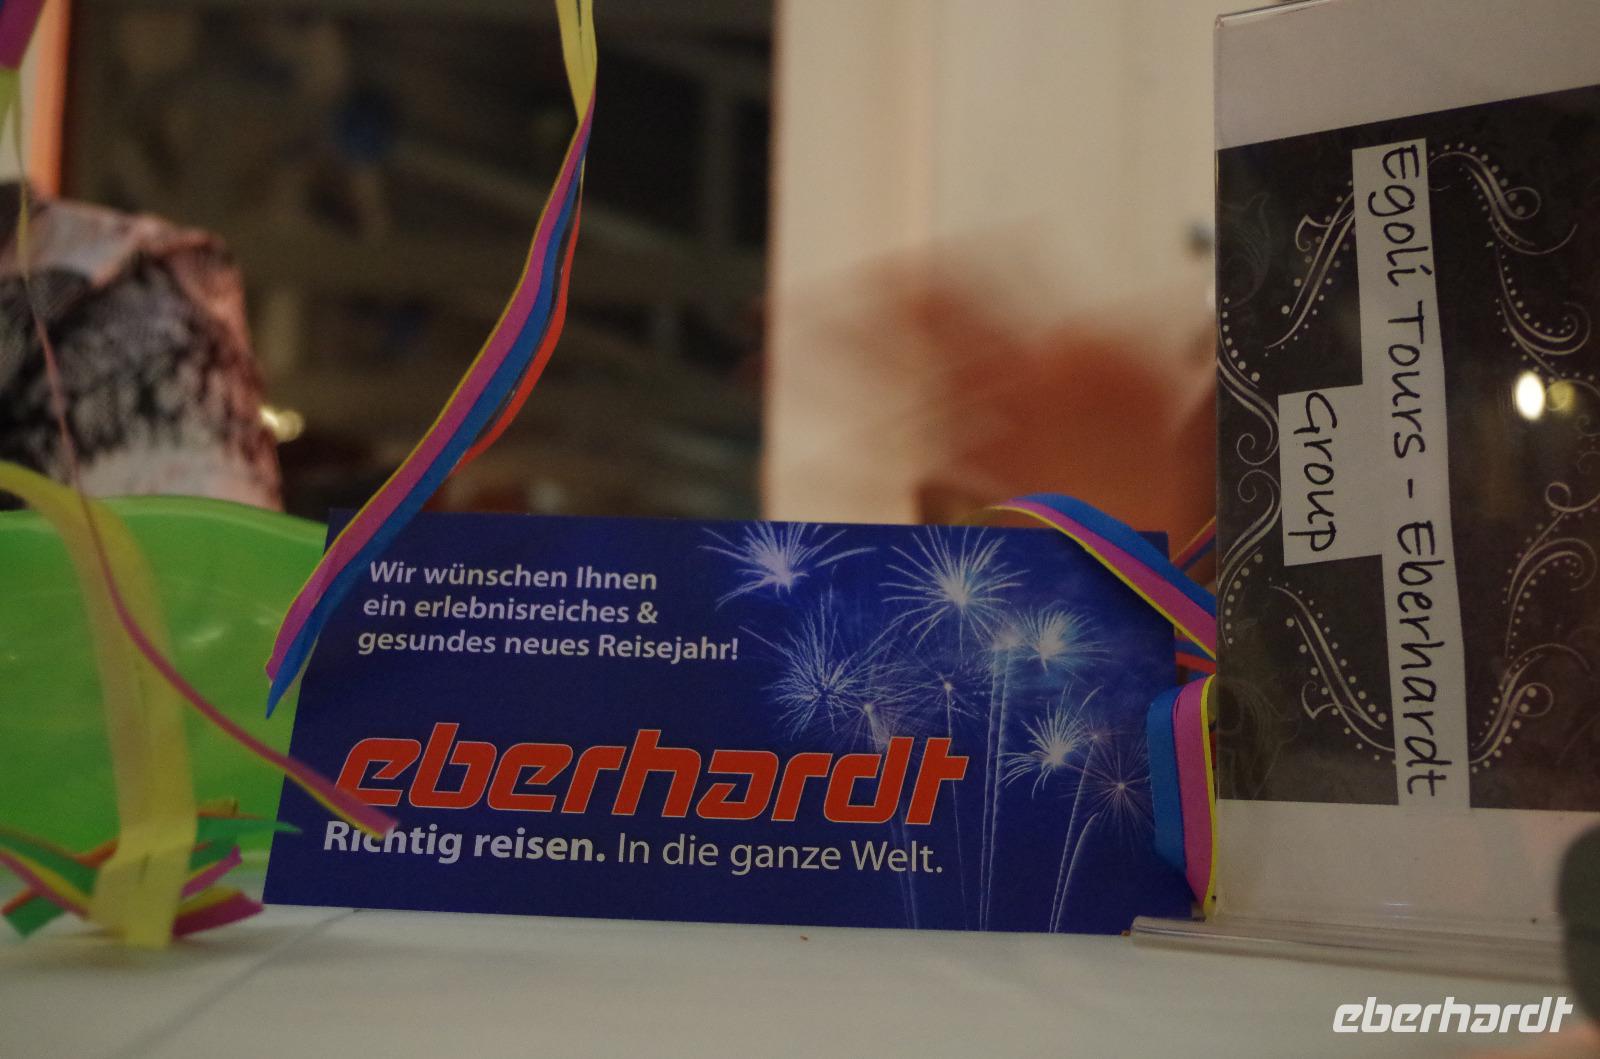 Wir wünschen Ihnen
ein erlebnisreiches &
gesundes neues Reisejahr!
eberhardt
Richtig reisen. In die ganze Welt.
Egoli Tours - Eberhardt
Group
eberhardt